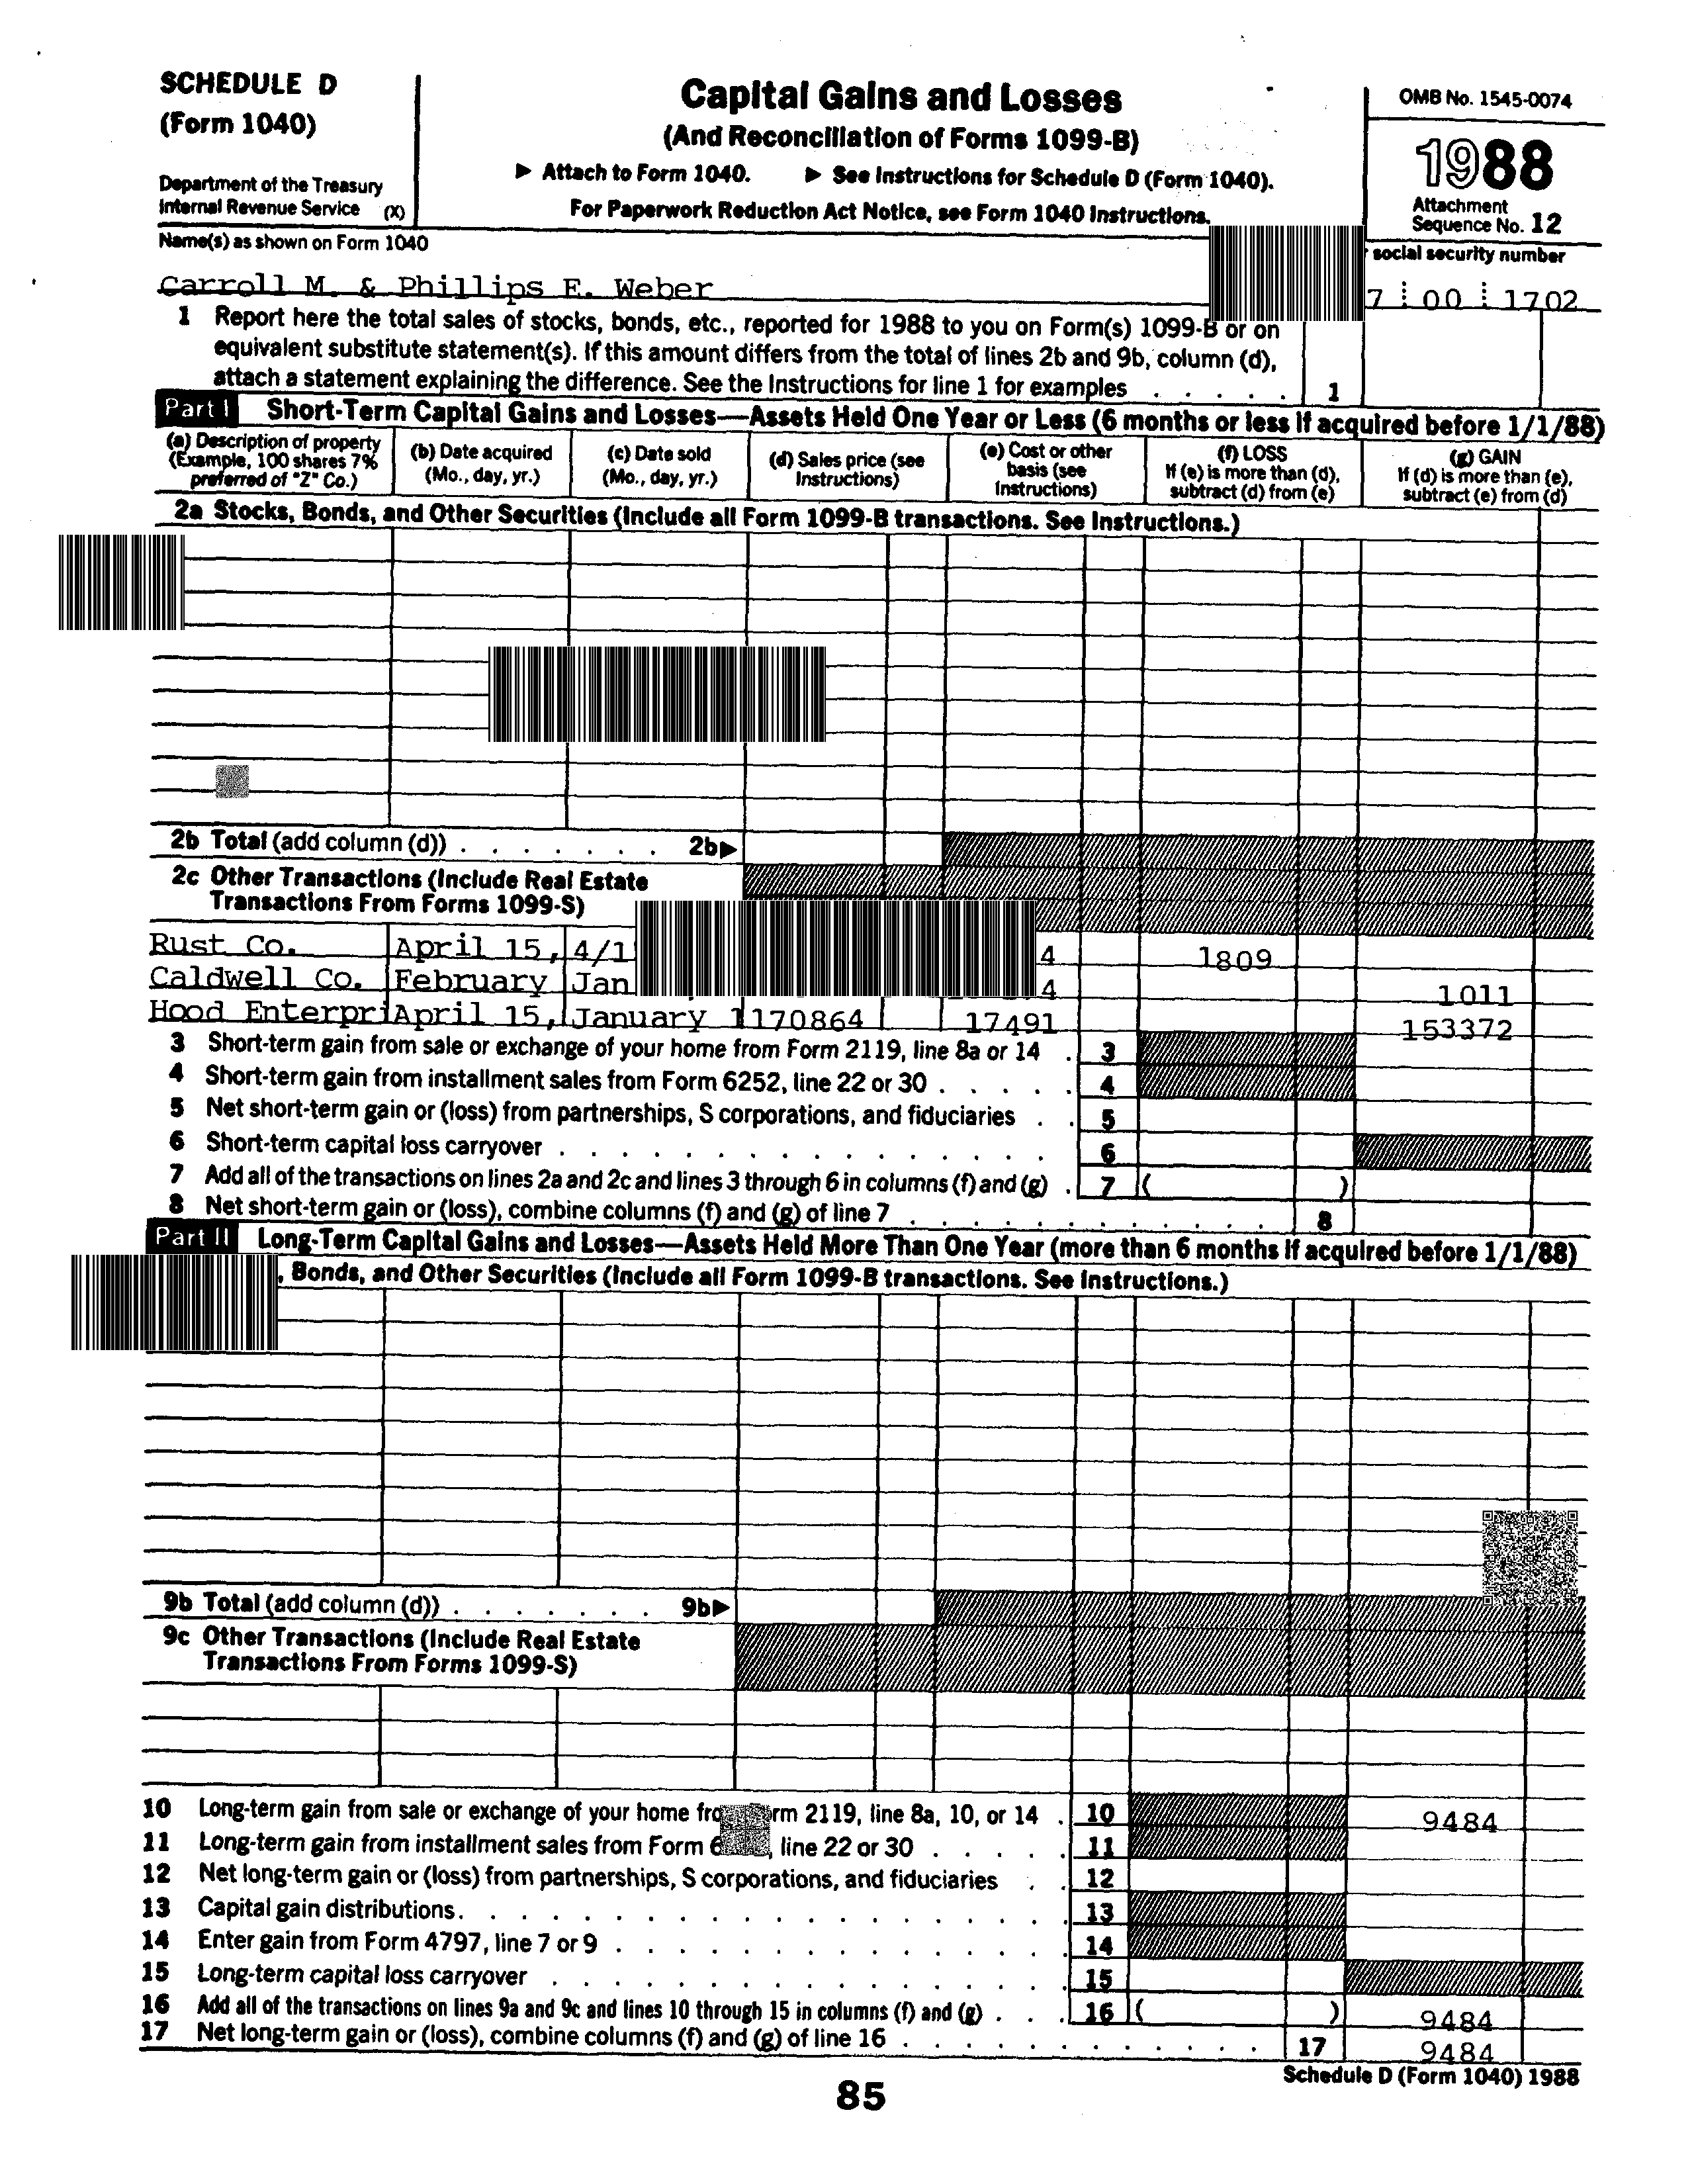 SCHEDULE D
(Form 1040)
Department of the Treasury
Internal Revenue Service (X)
Capital Gains and Losses
(And Reconciliation of Forms 1099-B)
▶ Attach to Form 1040. ▶ See Instructions for Schedule D (Form 1040).
For Paperwork Reduction Act Notice, see Form 1040 Instructions.
OMB No. 1545-0074
1988
Attachment
Sequence No. 12
Name(s) as shown on Form 1040
social security number
Carroll M. & Phillips E. Weber
7 00 1702
1 Report here the total sales of stocks, bonds, etc., reported for 1988 to you on Form(s) 1099-B or on
equivalent substitute statement(s). If this amount differs from the total of lines 2b and 9b, column (d),
attach a statement explaining the difference. See the Instructions for line 1 for examples . . . . . 1
Part I Short-Term Capital Gains and Losses—Assets Held One Year or Less (6 months or less if acquired before 1/1/88)
(a) Description of property
(Example, 100 shares 7%
preferred of "Z" Co.)
(b) Date acquired
(Mo., day, yr.)
(c) Date sold
(Mo., day, yr.)
(d) Sales price (see
Instructions)
(e) Cost or other
basis (see
Instructions)
(f) LOSS
If (e) is more than (d),
subtract (d) from (e)
(g) GAIN
If (d) is more than (e),
subtract (e) from (d)
2a Stocks, Bonds, and Other Securities (Include all Form 1099-B transactions. See Instructions.)
2b Total (add column (d)) . . . . . . . 2b▶
2c Other Transactions (Include Real Estate
Transactions From Forms 1099-S)
Rust Co. April 15, 4/1 4 1809
Caldwell Co. February Jan 4 1011
Hood Enterpri April 15, January 1 170864 17491 153372
3 Short-term gain from sale or exchange of your home from Form 2119, line 8a or 14 . 3
4 Short-term gain from installment sales from Form 6252, line 22 or 30 . . . . . 4
5 Net short-term gain or (loss) from partnerships, S corporations, and fiduciaries . . 5
6 Short-term capital loss carryover . . . . . . . . . . . . . . . 6
7 Add all of the transactions on lines 2a and 2c and lines 3 through 6 in columns (f) and (g) . 7 ( )
8 Net short-term gain or (loss), combine columns (f) and (g) of line 7 . . . . . . . . . . . 8
Part II Long-Term Capital Gains and Losses—Assets Held More Than One Year (more than 6 months if acquired before 1/1/88)
, Bonds, and Other Securities (Include all Form 1099-B transactions. See Instructions.)
9b Total (add column (d)) . . . . . . . 9b▶
9c Other Transactions (Include Real Estate
Transactions From Forms 1099-S)
10 Long-term gain from sale or exchange of your home fro rm 2119, line 8a, 10, or 14 . 10 9484
11 Long-term gain from installment sales from Form 6 , line 22 or 30 . . . . . 11
12 Net long-term gain or (loss) from partnerships, S corporations, and fiduciaries . . 12
13 Capital gain distributions . . . . . . . . . . . . . . . . . . 13
14 Enter gain from Form 4797, line 7 or 9 . . . . . . . . . . . . . 14
15 Long-term capital loss carryover . . . . . . . . . . . . . . . 15
16 Add all of the transactions on lines 9a and 9c and lines 10 through 15 in columns (f) and (g) . . . 16 ( ) 9484
17 Net long-term gain or (loss), combine columns (f) and (g) of line 16 . . . . . . . . . . . 17 9484
Schedule D (Form 1040) 1988
85